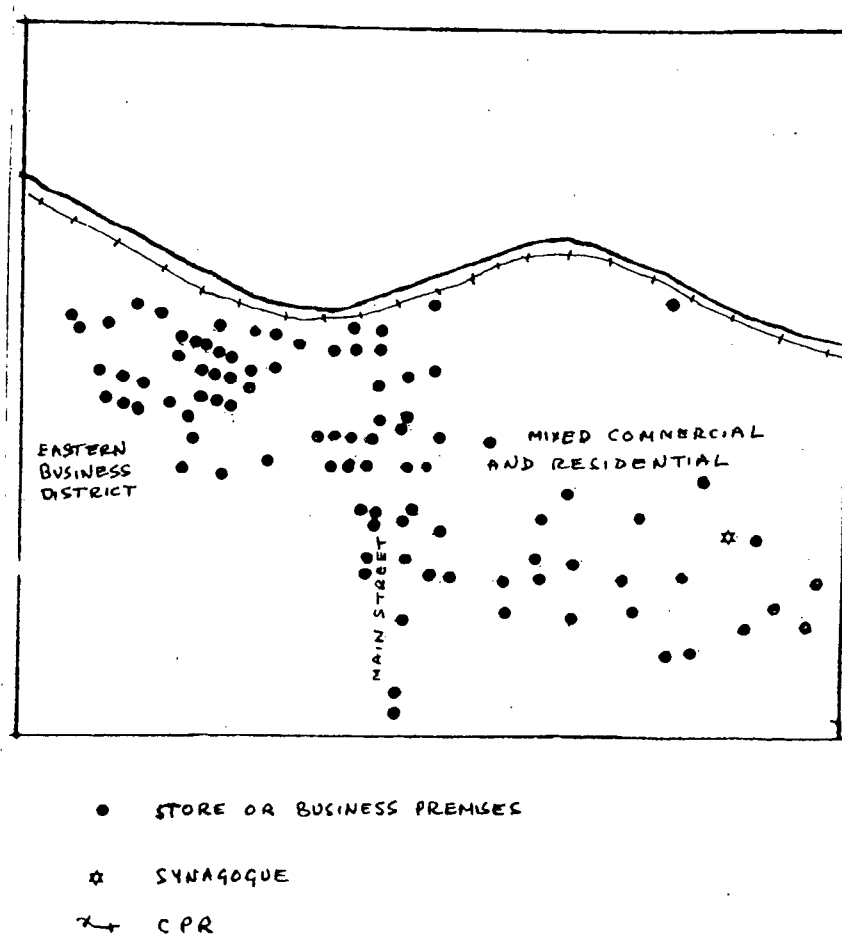 EASTERN
BUSINESS
DISTRICT
MIXED COMMERCIAL
AND RESIDENTIAL
MAIN STREET
STORE OR BUSINESS PREMISES
SYNAGOGUE
CPR